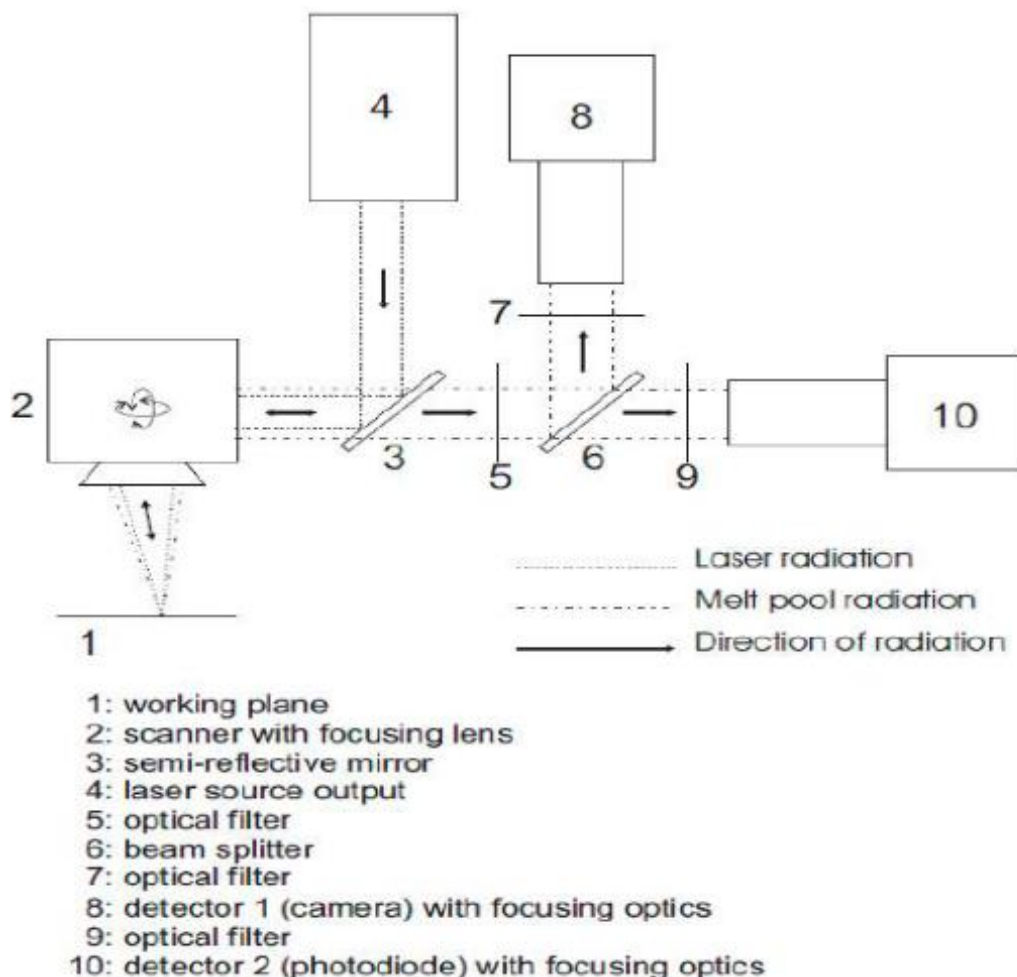 4
8
7
2
10
3
6
5
9
Laser radiation
Melt pool radiation
Direction of radiation
1
1: working plane
2: scanner with focusing lens
3: semi-reflective mirror
4: laser source output
5: optical filter
6: beam splitter
7: optical filter
8: detector 1 (camera) with focusing optics
9: optical filter
10: detector 2 (photodiode) with focusing optics